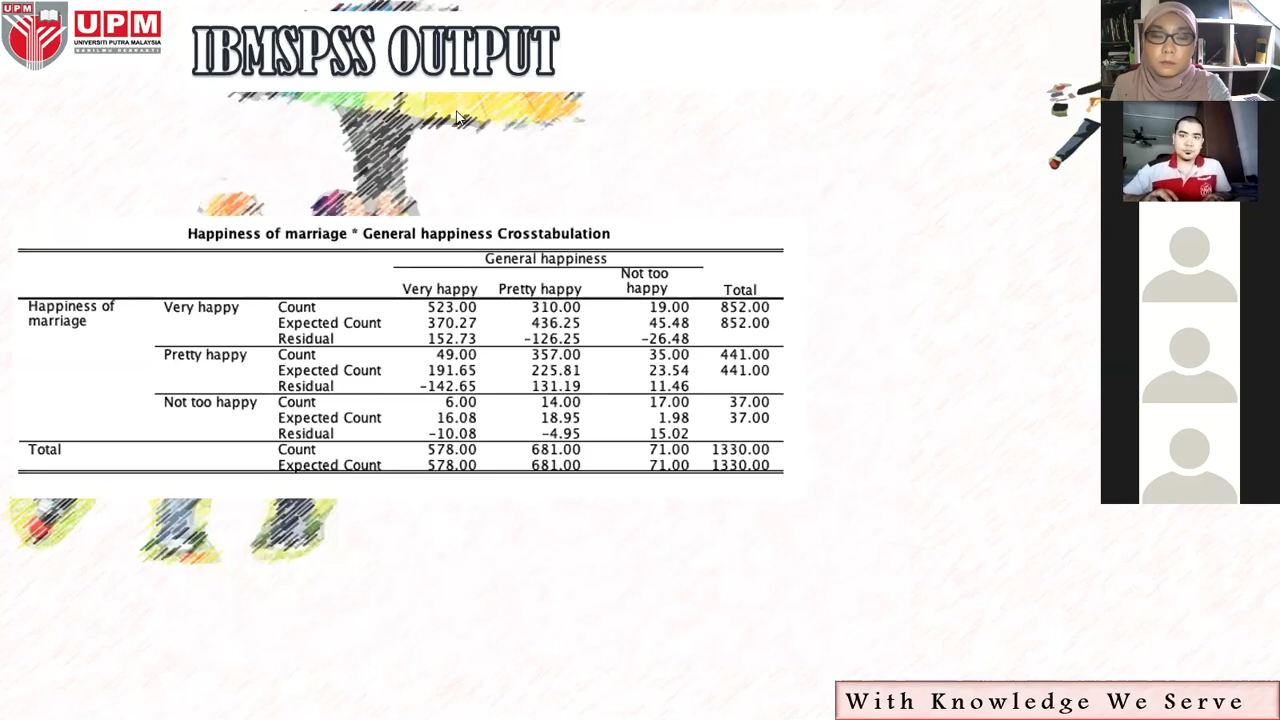 UPM
UPM
UNIVERSITI PUTRA MALAYSIA
BERILMU BERBAKTI
IBMSPSS OUTPUT
Happiness of marriage * General happiness Crosstabulation
General happiness
Very happy Pretty happy Not too happy Total
Happiness of marriage Very happy Count 523.00 310.00 19.00 852.00
Expected Count 370.27 436.25 45.48 852.00
Residual 152.73 -126.25 -26.48
Pretty happy Count 49.00 357.00 35.00 441.00
Expected Count 191.65 225.81 23.54 441.00
Residual -142.65 131.19 11.46
Not too happy Count 6.00 14.00 17.00 37.00
Expected Count 16.08 18.95 1.98 37.00
Residual -10.08 -4.95 15.02
Total Count 578.00 681.00 71.00 1330.00
Expected Count 578.00 681.00 71.00 1330.00
With Knowledge We Serve